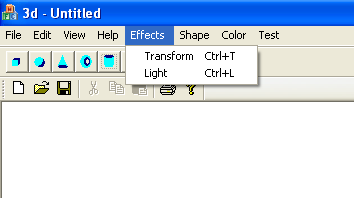 3d - Untitled
File Edit View Help Effects Shape Color Test
Transform Ctrl+T
Light Ctrl+L